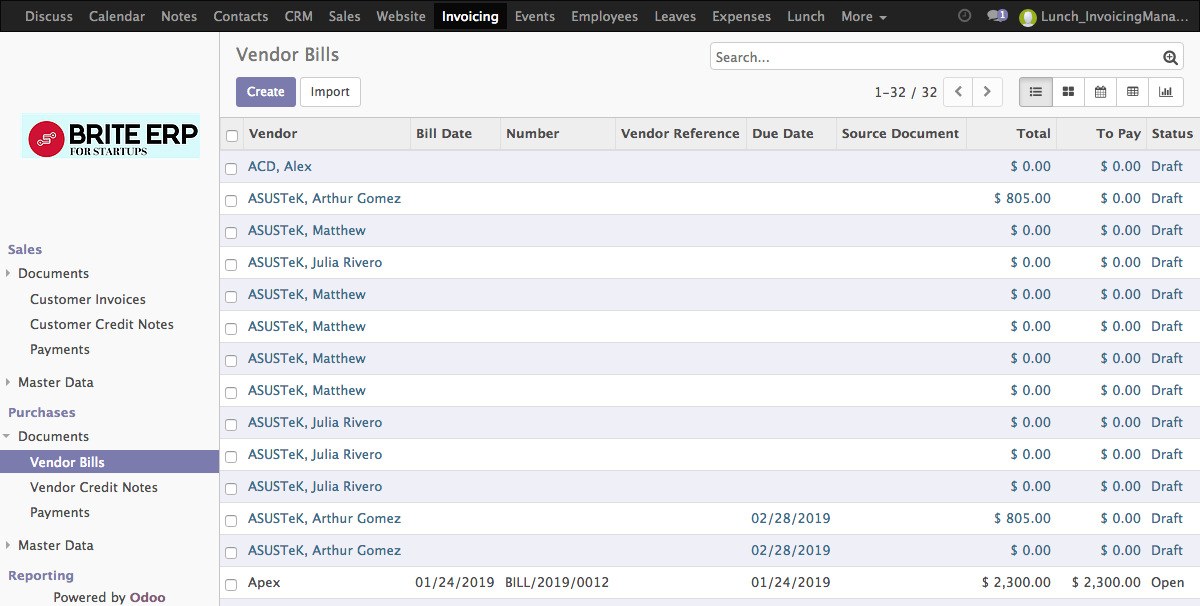 Discuss Calendar Notes Contacts CRM Sales Website Invoicing Events Employees Leaves Expenses Lunch More 1 Lunch_InvoicingMana...
Vendor Bills
Search...
Create Import
1-32 / 32
BRITE ERP
FOR STARTUPS
Sales
Documents
Customer Invoices
Customer Credit Notes
Payments
Master Data
Purchases
Documents
Vendor Bills
Vendor Credit Notes
Payments
Master Data
Reporting
Powered by Odoo
Vendor Bill Date Number Vendor Reference Due Date Source Document Total To Pay Status
ACD, Alex $ 0.00 $ 0.00 Draft
ASUSTeK, Arthur Gomez $ 805.00 $ 0.00 Draft
ASUSTeK, Matthew $ 0.00 $ 0.00 Draft
ASUSTeK, Julia Rivero $ 0.00 $ 0.00 Draft
ASUSTeK, Matthew $ 0.00 $ 0.00 Draft
ASUSTeK, Matthew $ 0.00 $ 0.00 Draft
ASUSTeK, Matthew $ 0.00 $ 0.00 Draft
ASUSTeK, Matthew $ 0.00 $ 0.00 Draft
ASUSTeK, Julia Rivero $ 0.00 $ 0.00 Draft
ASUSTeK, Julia Rivero $ 0.00 $ 0.00 Draft
ASUSTeK, Julia Rivero $ 0.00 $ 0.00 Draft
ASUSTeK, Arthur Gomez 02/28/2019 $ 805.00 $ 0.00 Draft
ASUSTeK, Arthur Gomez 02/28/2019 $ 0.00 $ 0.00 Draft
Apex 01/24/2019 BILL/2019/0012 01/24/2019 $ 2,300.00 $ 2,300.00 Open